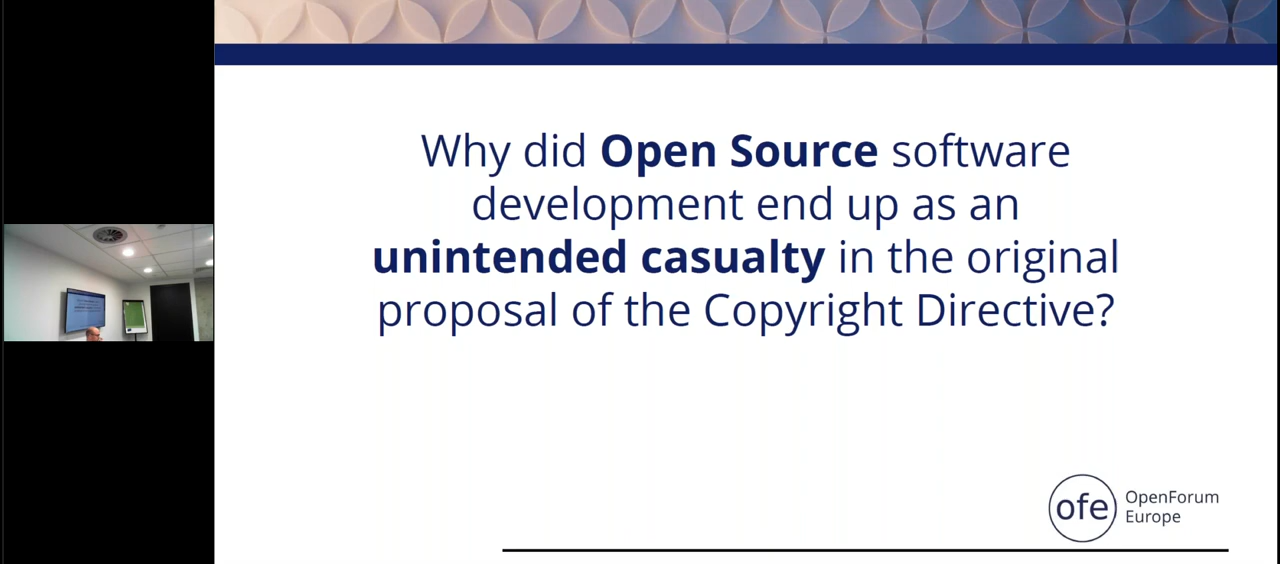 Why did Open Source software
development end up as an
unintended casualty in the original
proposal of the Copyright Directive?
ofe OpenForum
Europe